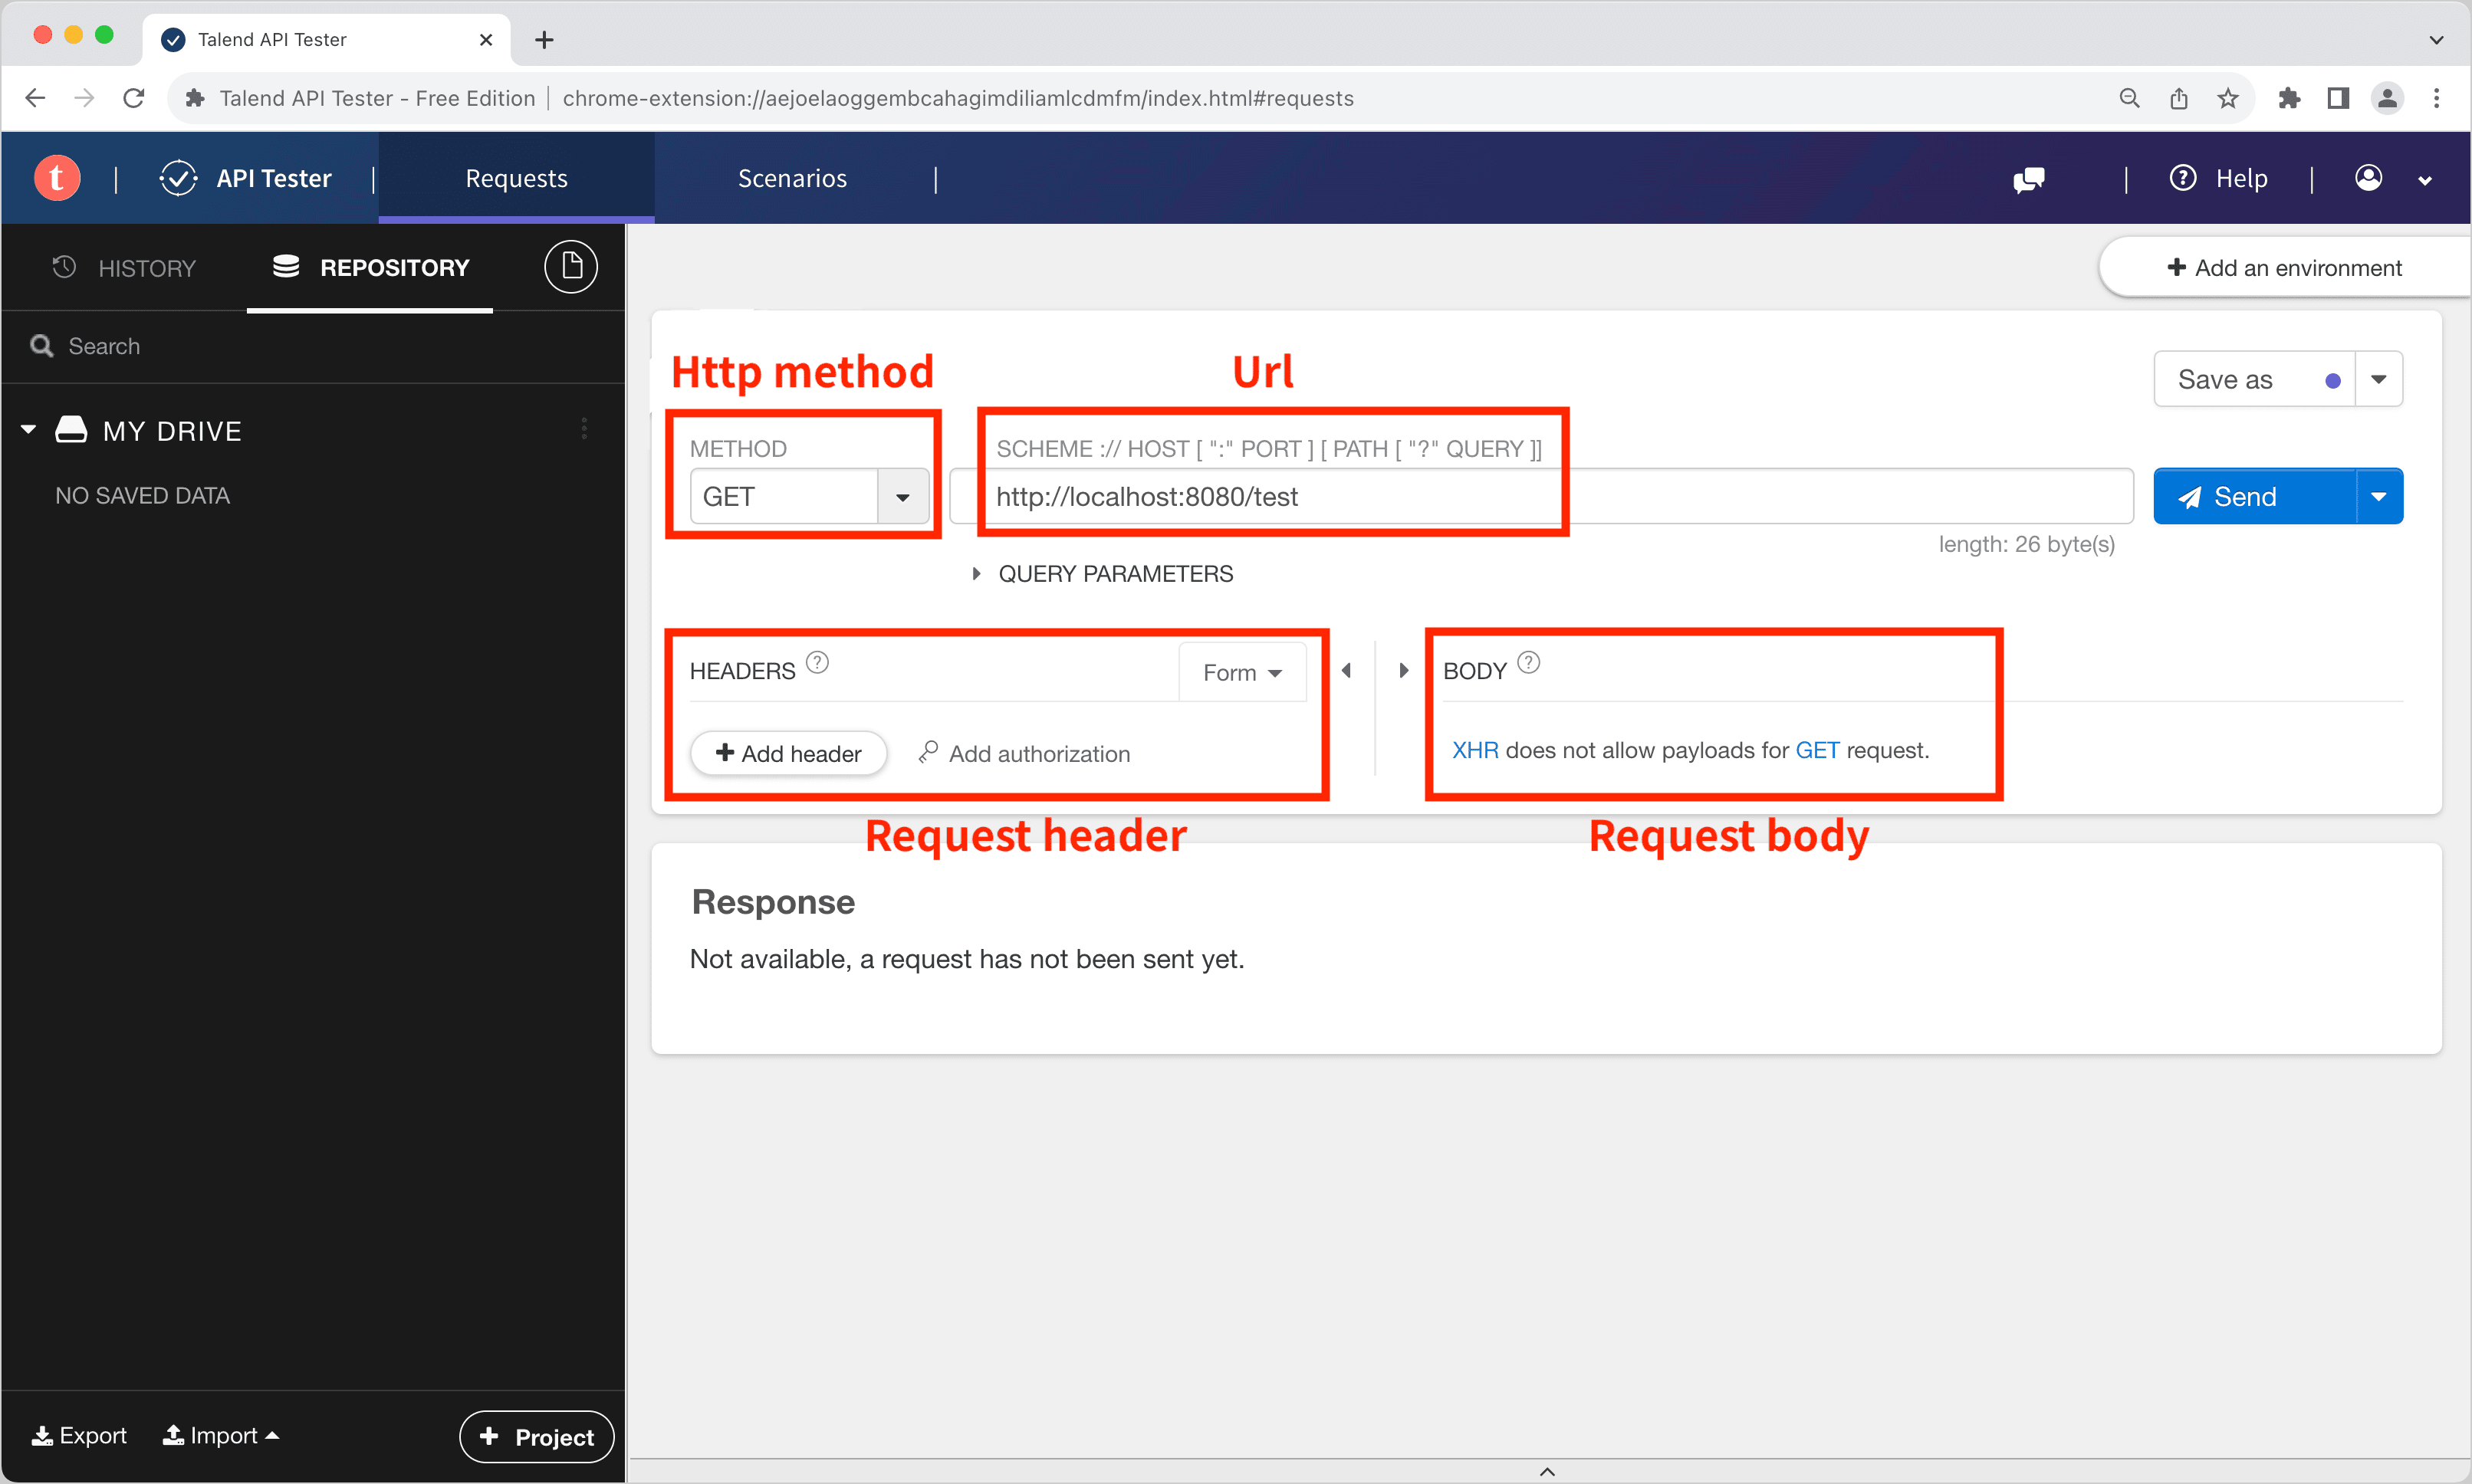 Talend API Tester
Talend API Tester - Free Edition | chrome-extension://aejoelaoggembcahagimdiliamlcdmfm/index.html#requests
t | API Tester | Requests Scenarios | | Help |
HISTORY REPOSITORY
Add an environment
Search
Http method Url
Save as
MY DRIVE
METHOD SCHEME :// HOST [ ":" PORT ] [ PATH [ "?" QUERY ]]
NO SAVED DATA
GET http://localhost:8080/test Send
length: 26 byte(s)
QUERY PARAMETERS
HEADERS ? Form BODY ?
Add header Add authorization XHR does not allow payloads for GET request.
Request header Request body
Response
Not available, a request has not been sent yet.
Export Import + Project